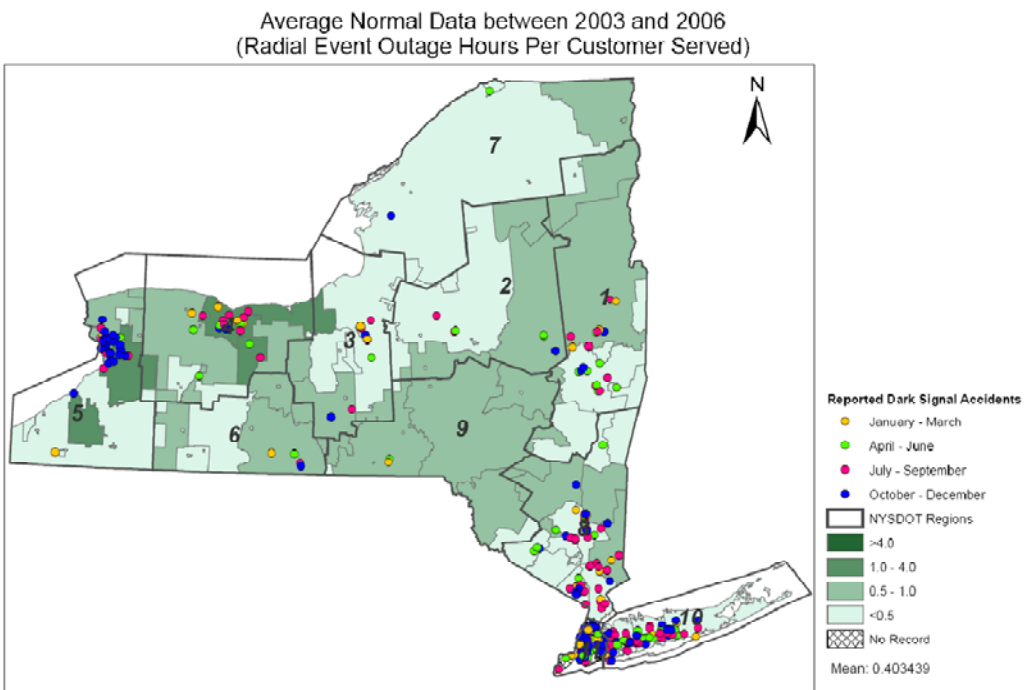 Average Normal Data between 2003 and 2006
(Radial Event Outage Hours Per Customer Served)
N
7
2
1
3
5
6
9
8
10
Reported Dark Signal Accidents
January - March
April - June
July - September
October - December
NYSDOT Regions
>4.0
1.0 - 4.0
0.5 - 1.0
<0.5
No Record
Mean: 0.403439